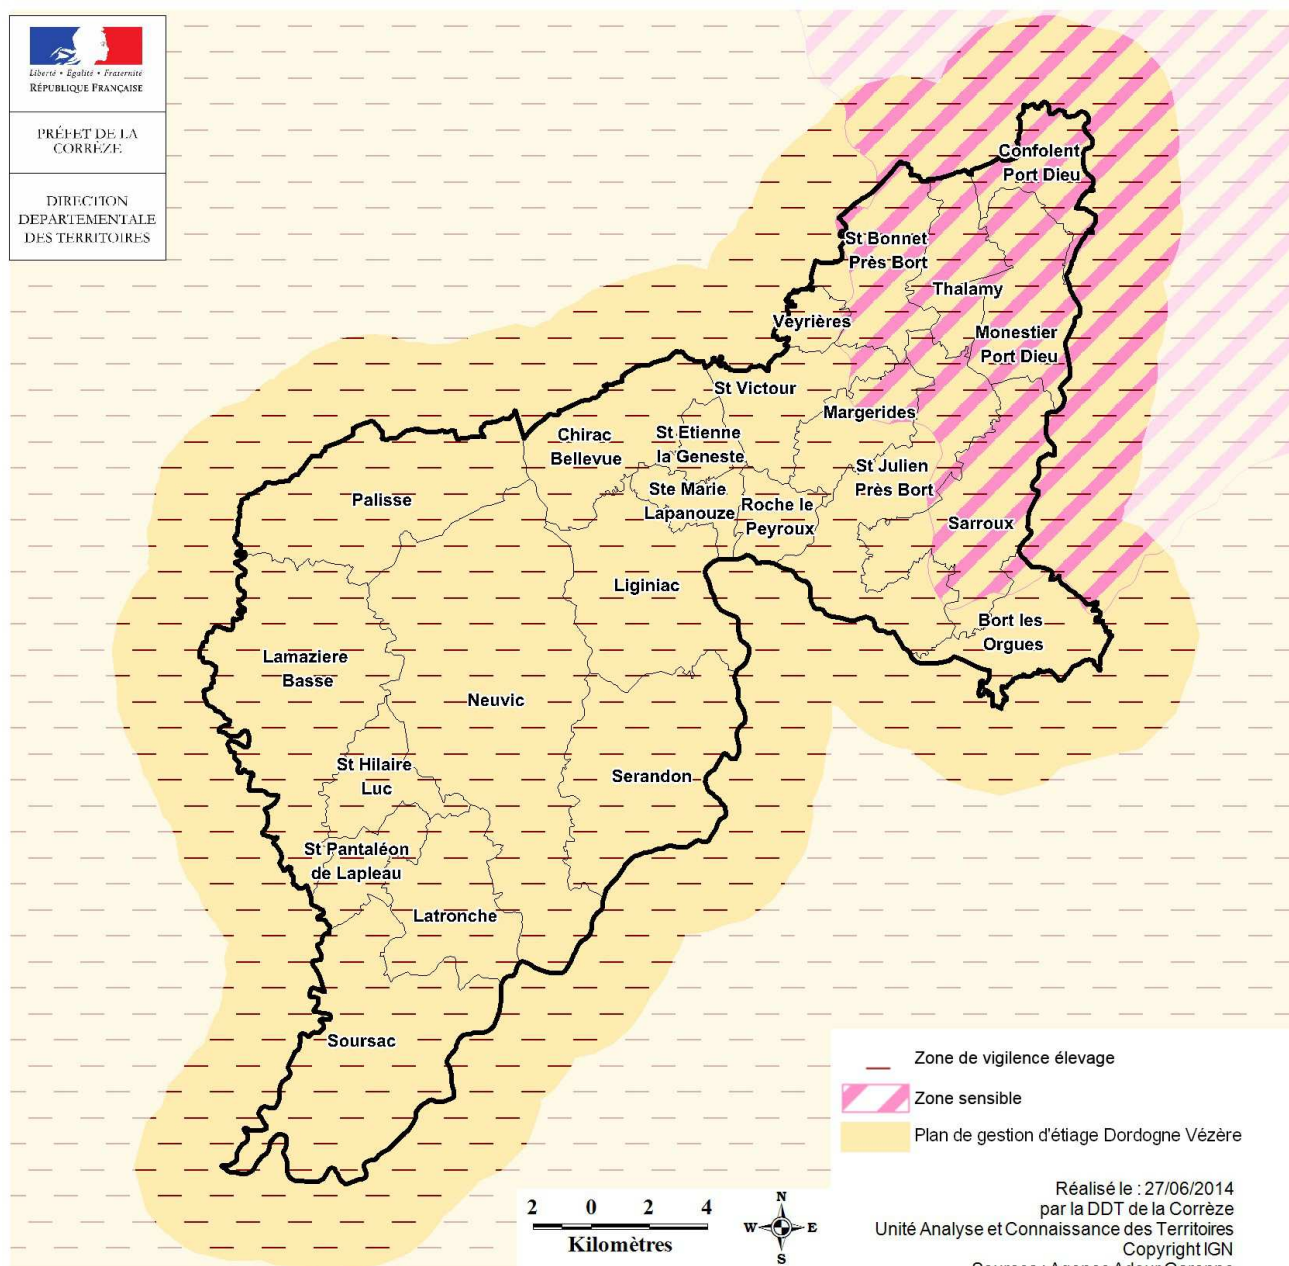 Liberté • Égalité • Fraternité
RÉPUBLIQUE FRANÇAISE
PRÉFET DE LA
CORRÈZE
DIRECTION
DEPARTEMENTALE
DES TERRITOIRES
Confolent
Port Dieu
St Bonnet
Près Bort
Thalamy
Veyrières
Monestier
Port Dieu
St Victour
Margerides
Chirac
Bellevue
St Etienne
la Geneste
St Julien
Près Bort
Palisse
Ste Marie
Lapanouze
Roche le
Peyroux
Sarroux
Liginiac
Bort les
Orgues
Lamaziere
Basse
Neuvic
St Hilaire
Luc
Serandon
St Pantaléon
de Lapleau
Latronche
Soursac
Zone de vigilence élevage
Zone sensible
Plan de gestion d'étiage Dordogne Vézère
2 0 2 4
Kilomètres
N
W E
S
Réalisé le : 27/06/2014
par la DDT de la Corrèze
Unité Analyse et Connaissance des Territoires
Copyright IGN
Sources : Agence Adour Garonne